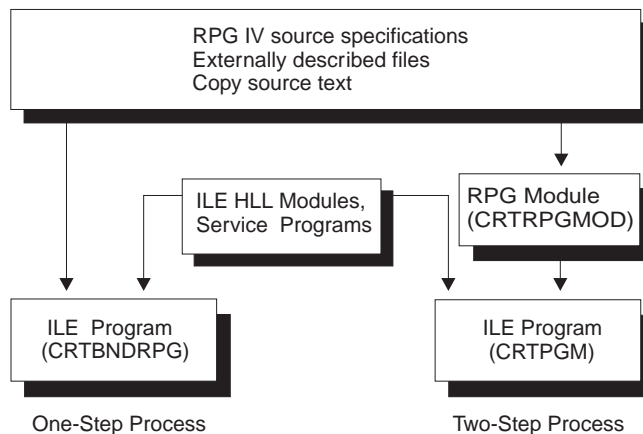 RPG IV source specifications
Externally described files
Copy source text
ILE HLL Modules,
Service Programs
RPG Module
(CRTRPGMOD)
ILE Program
(CRTBNDRPG)
ILE Program
(CRTPGM)
One-Step Process
Two-Step Process